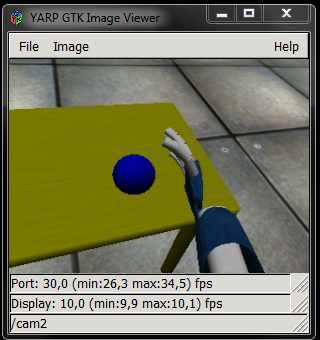 YARP GTK Image Viewer
File Image Help
Port: 30,0 (min:26,3 max:34,5) fps
Display: 10,0 (min:9,9 max:10,1) fps
/cam2